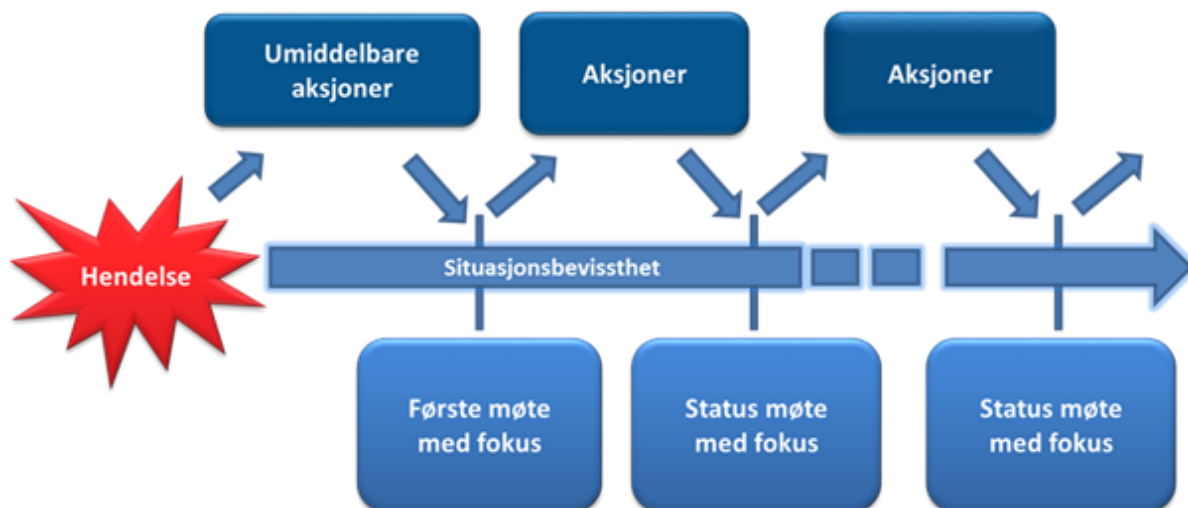 Umiddelbare
aksjoner
Aksjoner
Aksjoner
Hendelse
Situasjonsbevissthet
Første møte
med fokus
Status møte
med fokus
Status møte
med fokus